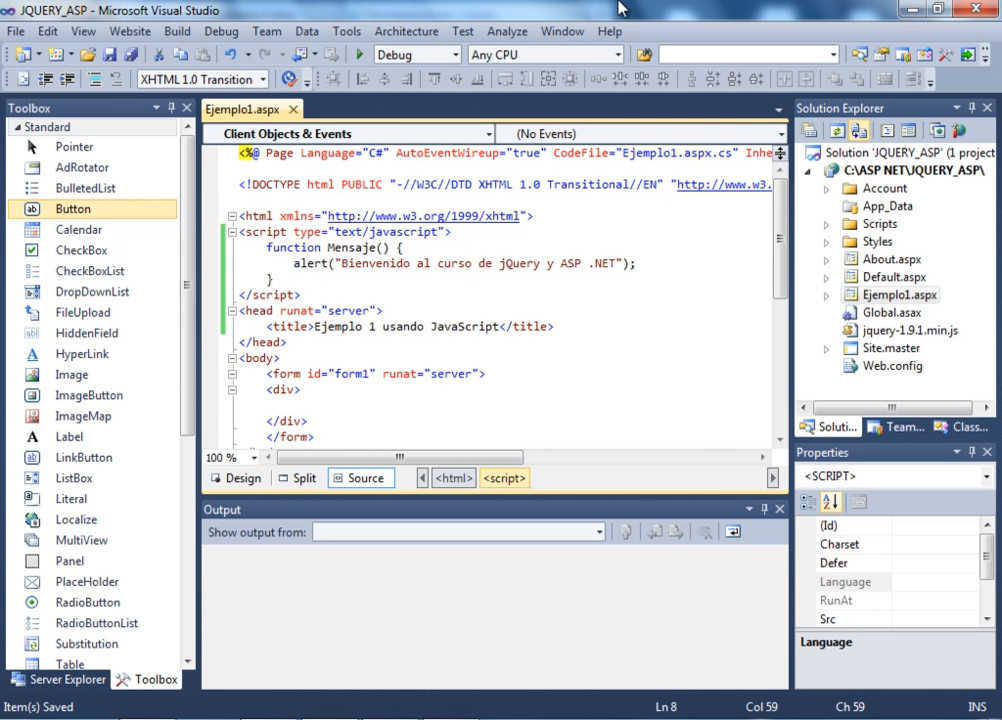 JQUERY_ASP - Microsoft Visual Studio
File Edit View Website Build Debug Team Data Tools Architecture Test Analyze Window Help
Debug Any CPU
XHTML 1.0 Transition
Toolbox
Standard
Pointer
AdRotator
BulletedList
Button
Calendar
CheckBox
CheckBoxList
DropDownList
FileUpload
HiddenField
HyperLink
Image
ImageButton
ImageMap
Label
LinkButton
ListBox
Literal
Localize
MultiView
Panel
PlaceHolder
RadioButton
RadioButtonList
Substitution
Table
Server Explorer Toolbox
Ejemplo1.aspx
Client Objects & Events (No Events)
<%@ Page Language="C#" AutoEventWireup="true" CodeFile="Ejemplo1.aspx.cs" Inhe
<!DOCTYPE html PUBLIC "-//W3C//DTD XHTML 1.0 Transitional//EN" "http://www.w3.
<html xmlns="http://www.w3.org/1999/xhtml">
<script type="text/javascript">
function Mensaje() {
alert("Bienvenido al curso de jQuery y ASP .NET");
}
</script>
<head runat="server">
<title>Ejemplo 1 usando JavaScript</title>
</head>
<body>
<form id="form1" runat="server">
<div>
</div>
</form>
100 %
Design Split Source <html> <script>
Output
Show output from:
Solution Explorer
Solution 'JQUERY_ASP' (1 project
C:\ASP NET\JQUERY_ASP\
Account
App_Data
Scripts
Styles
About.aspx
Default.aspx
Ejemplo1.aspx
Global.asax
jquery-1.9.1.min.js
Site.master
Web.config
Soluti... Team... Class...
Properties
<SCRIPT>
(Id)
Charset
Defer
Language
RunAt
Src
Language
Item(s) Saved Ln 8 Col 59 Ch 59 INS